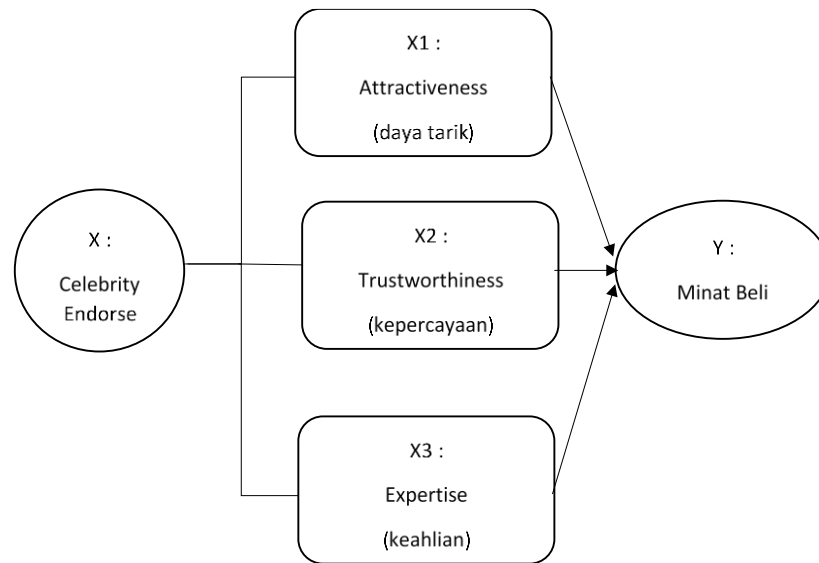 X1 :
Attractiveness
(daya tarik)
X :
Celebrity
Endorse
X2 :
Trustworthiness
(kepercayaan)
Y :
Minat Beli
X3 :
Expertise
(keahlian)